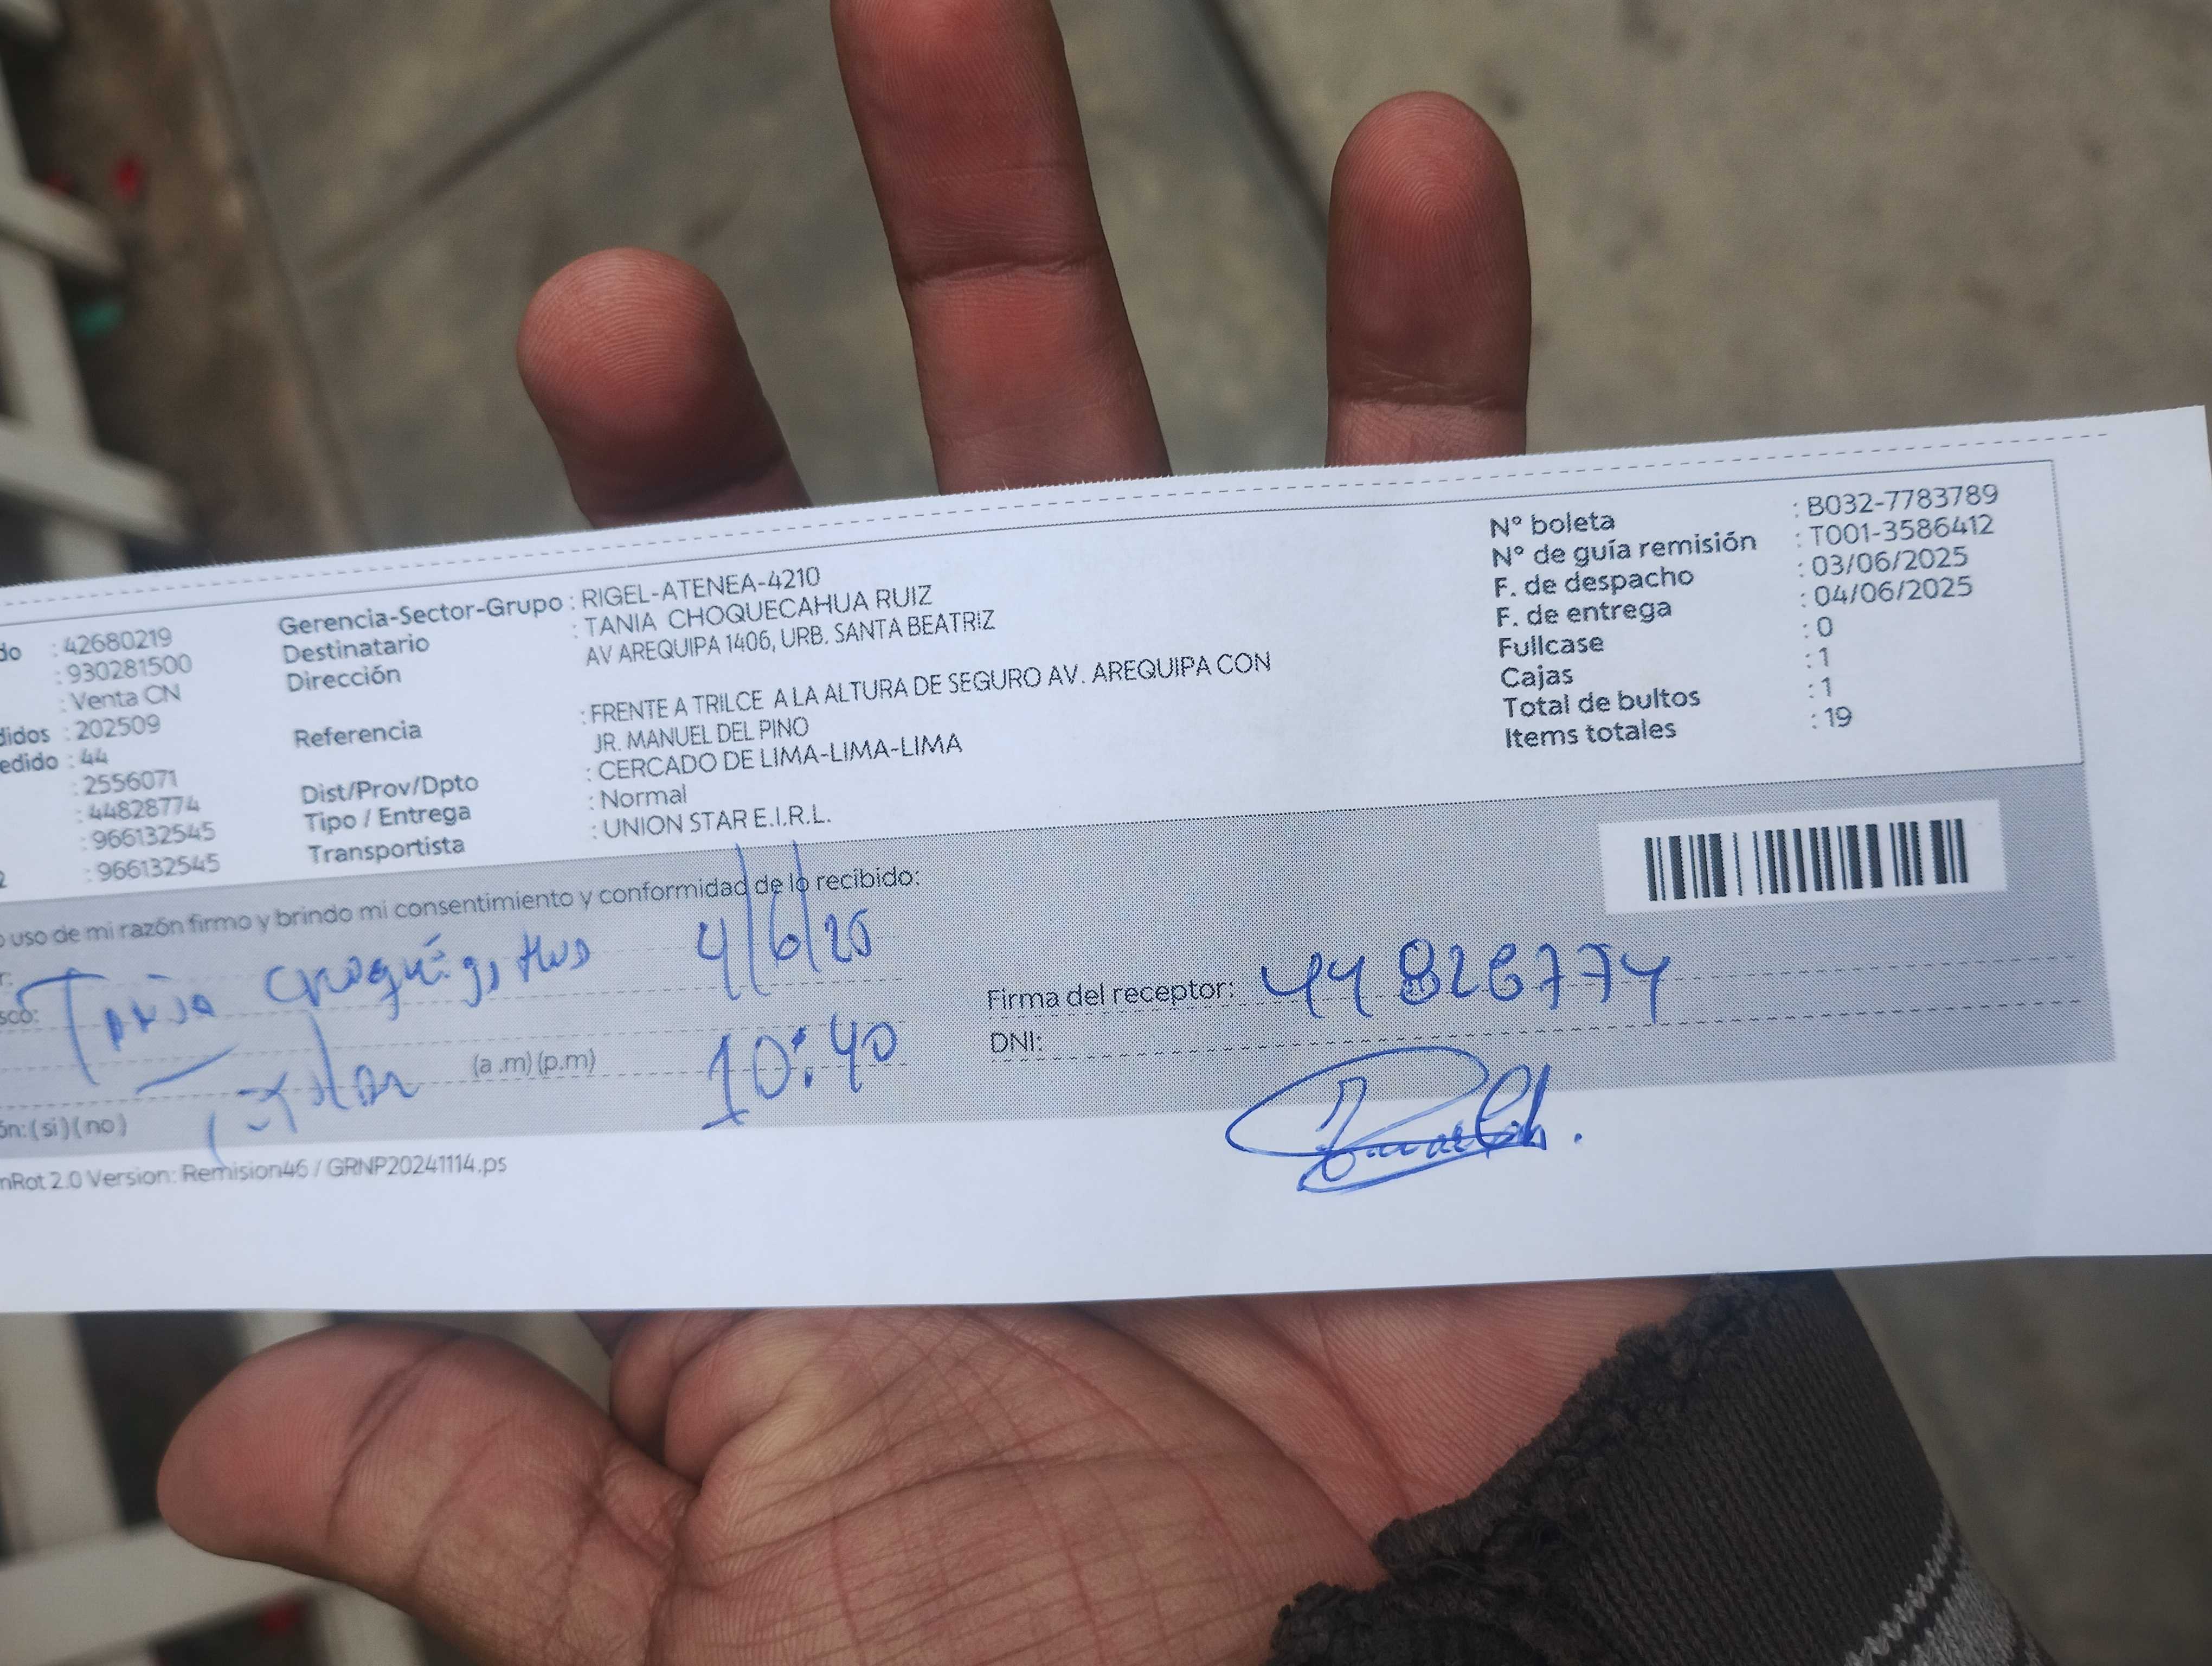 do : 42680219
: 930281500
: Venta CN
didos : 202509
edido : 44
: 2556071
: 44828774
: 966132545
2 : 966132545
Gerencia-Sector-Grupo : RIGEL-ATENEA-4210
Destinatario : TANIA CHOQUECAHUA RUIZ
Dirección AV AREQUIPA 1406, URB. SANTA BEATRIZ
Referencia : FRENTE A TRILCE A LA ALTURA DE SEGURO AV. AREQUIPA CON
JR. MANUEL DEL PINO
Dist/Prov/Dpto : CERCADO DE LIMA-LIMA-LIMA
Tipo / Entrega : Normal
Transportista : UNION STAR E.I.R.L.
N° boleta : B032-7783789
N° de guía remisión : T001-3586412
F. de despacho : 03/06/2025
F. de entrega : 04/06/2025
Fullcase : 0
Cajas : 1
Total de bultos : 1
Items totales : 19
o uso de mi razón firmo y brindo mi consentimiento y conformidad de lo recibido:
r: Tania 4/6/25
sco:
(a.m)(p.m) 10:40
ón:(si)(no)
Firma del receptor: 44828774
DNI:
nRot 2.0 Version: Remision46 / GRNP20241114.ps